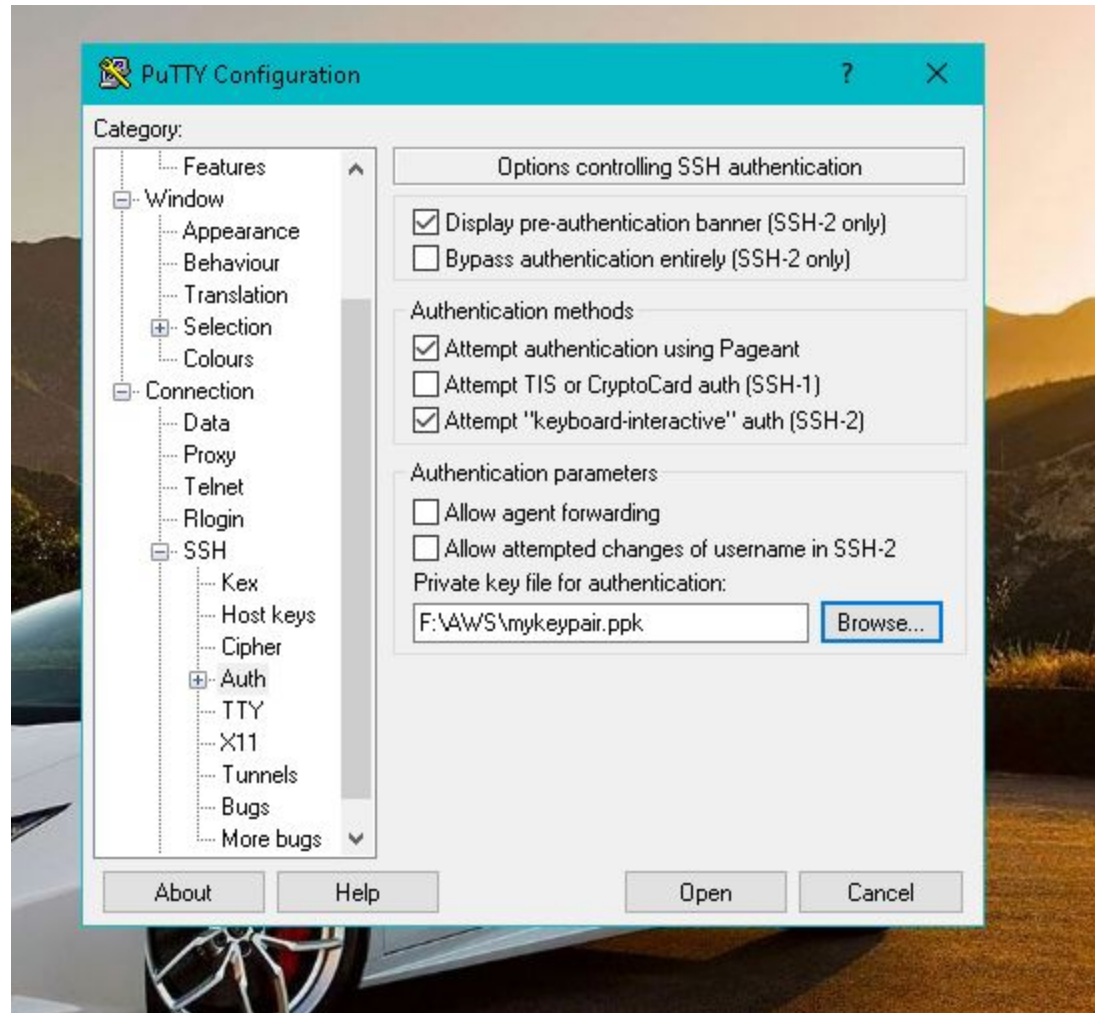 PuTTY Configuration
?
Category:
Features
Window
Appearance
Behaviour
Translation
Selection
Colours
Connection
Data
Proxy
Telnet
Rlogin
SSH
Kex
Host keys
Cipher
Auth
TTY
X11
Tunnels
Bugs
More bugs
Options controlling SSH authentication
Display pre-authentication banner (SSH-2 only)
Bypass authentication entirely (SSH-2 only)
Authentication methods
Attempt authentication using Pageant
Attempt TIS or CryptoCard auth (SSH-1)
Attempt "keyboard-interactive" auth (SSH-2)
Authentication parameters
Allow agent forwarding
Allow attempted changes of username in SSH-2
Private key file for authentication:
F:\AWS\mykeypair.ppk
Browse...
About
Help
Open
Cancel